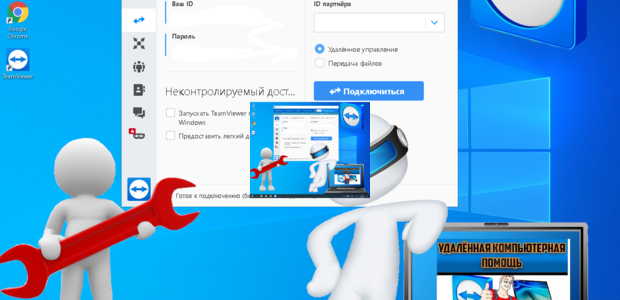 Ваш ID
ID партнёра
Пароль
Удалённое управление
Передача файлов
Неконтролируемый дост...
Подключиться
Запускать TeamViewer
Windows
Предоставить легкий
Готов к подключению
Google
Chrome
TeamViewer
4
УДАЛЁННАЯ КОМПЬЮТЕРНАЯ
ПОМОЩЬ